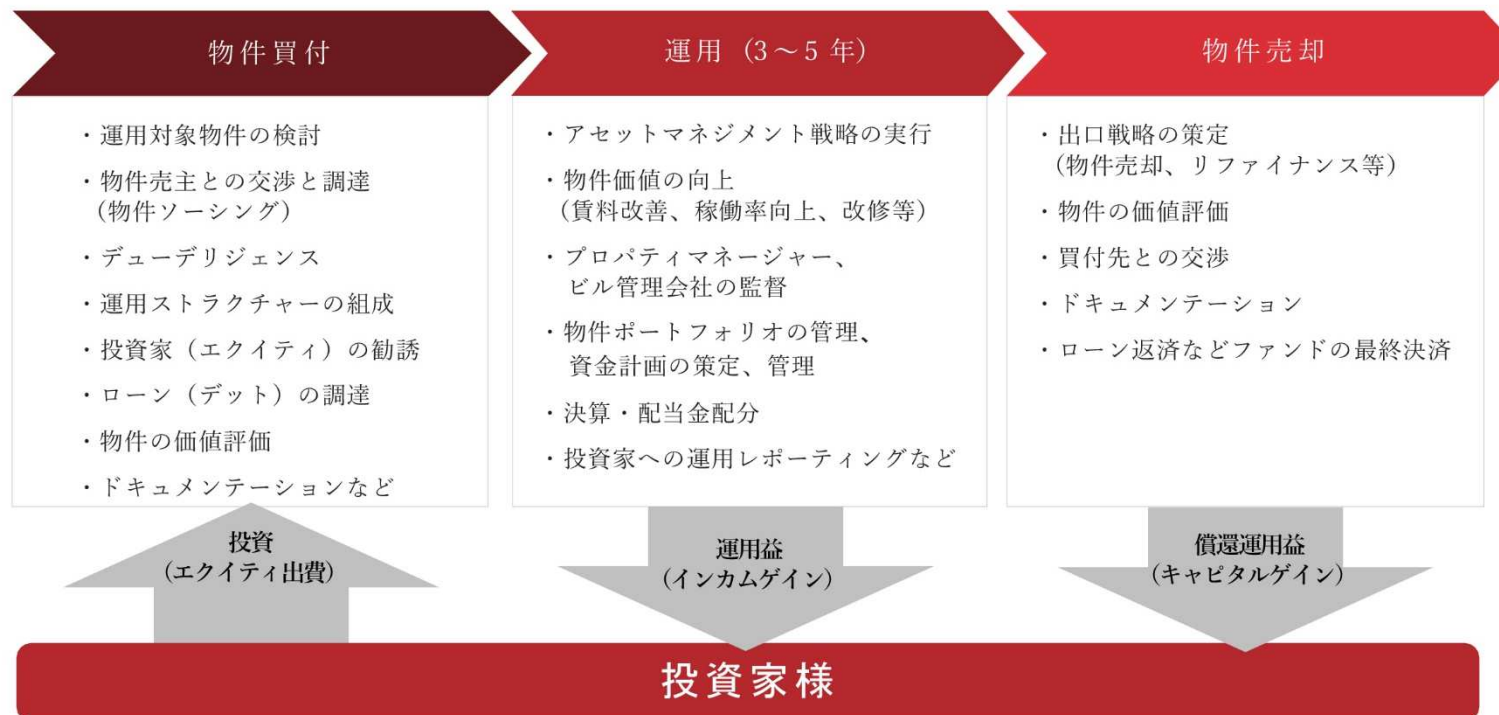 物件買付
・運用対象物件の検討
・物件売主との交渉と調達
（物件ソーシング）
・デューデリジェンス
・運用ストラクチャーの組成
・投資家（エクイティ）の勧誘
・ローン（デット）の調達
・物件の価値評価
・ドキュメンテーションなど
運用（3～5 年）
・アセットマネジメント戦略の実行
・物件価値の向上
（賃料改善、稼働率向上、改修等）
・プロパティマネージャー、
ビル管理会社の監督
・物件ポートフォリオの管理、
資金計画の策定、管理
・決算・配当金配分
・投資家への運用レポーティングなど
物件売却
・出口戦略の策定
（物件売却、リファイナンス等）
・物件の価値評価
・買付先との交渉
・ドキュメンテーション
・ローン返済などファンドの最終決済
投資
（エクイティ出費）
運用益
（インカムゲイン）
償還運用益
（キャピタルゲイン）
投資家様